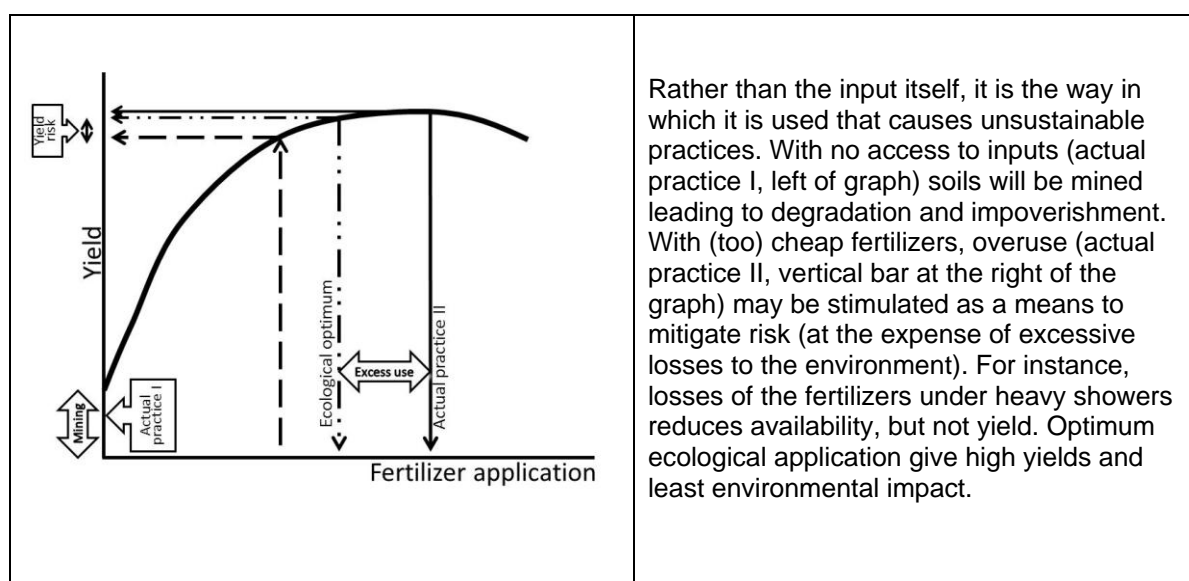 Yield
risk
Yield
Mining
Actual
practice I
Ecological optimum
Excess use
Actual practice II
Fertilizer application
Rather than the input itself, it is the way in
which it is used that causes unsustainable
practices. With no access to inputs (actual
practice I, left of graph) soils will be mined
leading to degradation and impoverishment.
With (too) cheap fertilizers, overuse (actual
practice II, vertical bar at the right of the
graph) may be stimulated as a means to
mitigate risk (at the expense of excessive
losses to the environment). For instance,
losses of the fertilizers under heavy showers
reduces availability, but not yield. Optimum
ecological application give high yields and
least environmental impact.